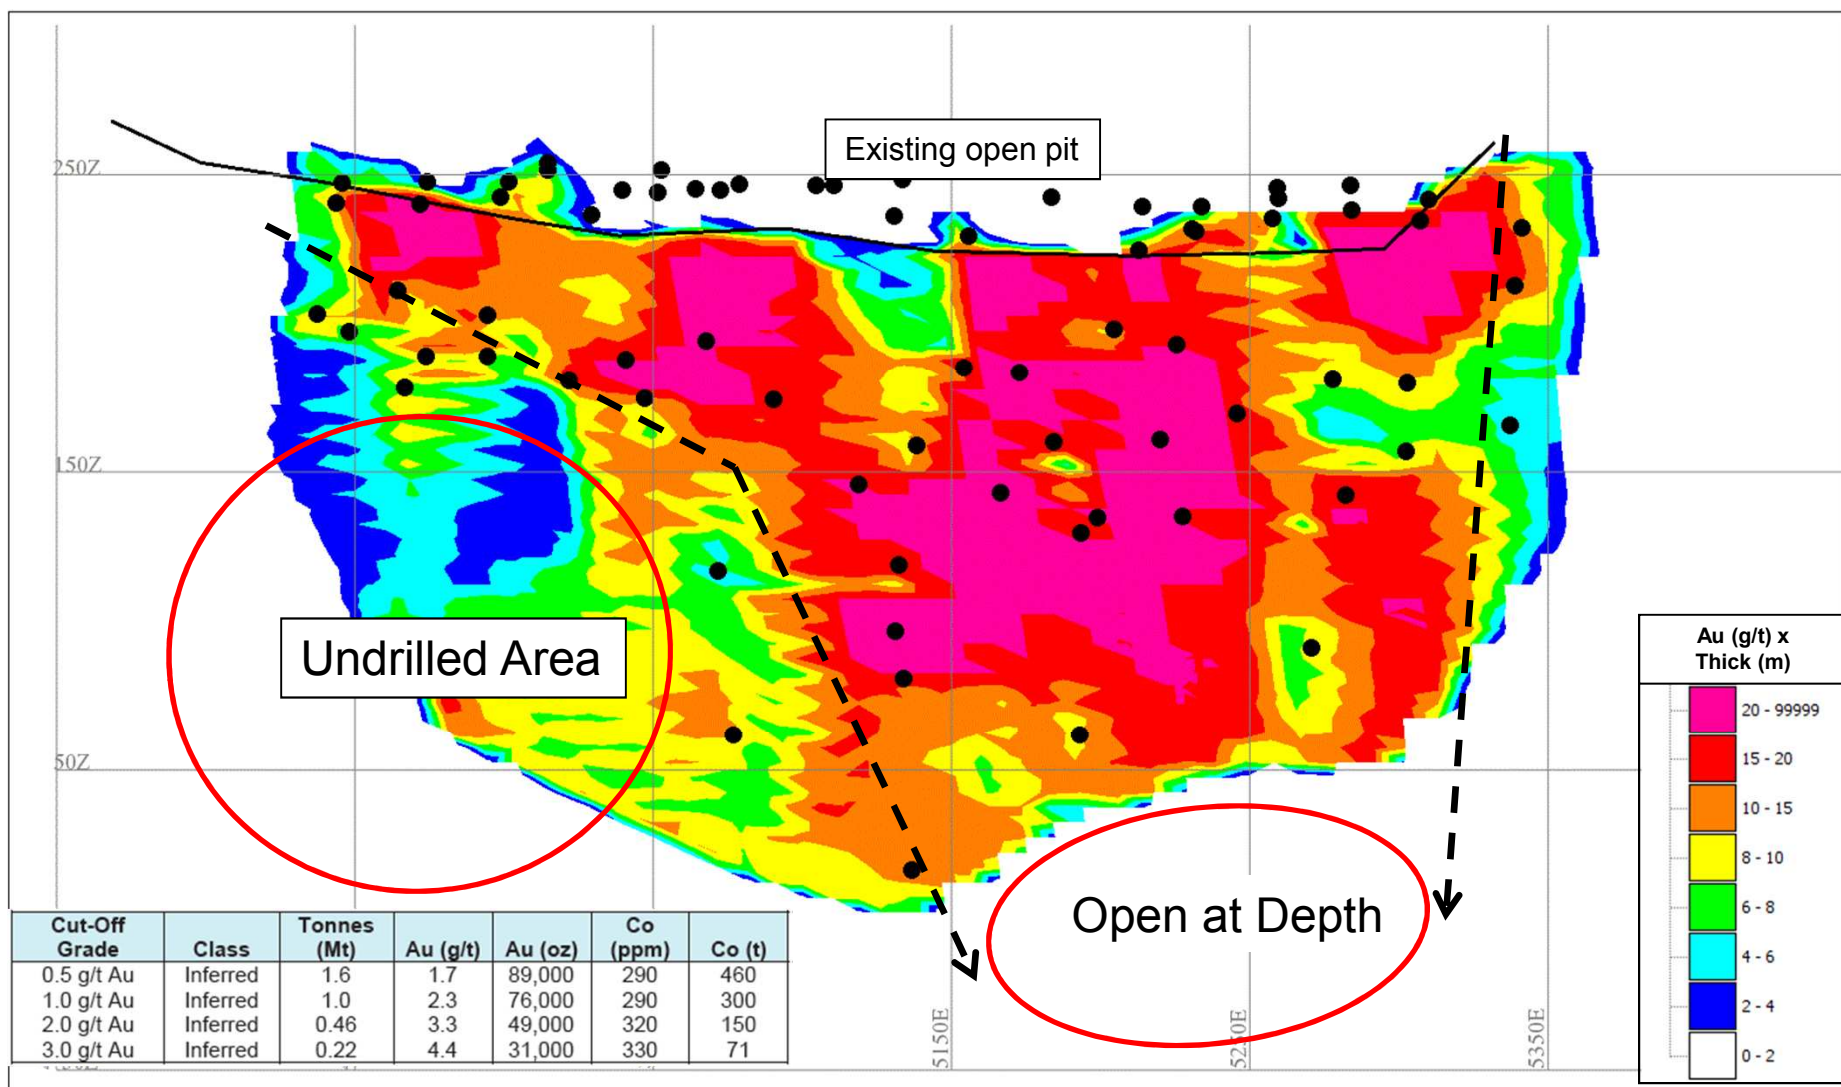 Existing open pit
250Z
150Z
Undrilled Area
50Z
Open at Depth
Au (g/t) x
Thick (m)
20 - 99999
15 - 20
10 - 15
8 - 10
6 - 8
4 - 6
2 - 4
0 - 2
Cut-Off Grade Class Tonnes (Mt) Au (g/t) Au (oz) Co (ppm) Co (t)
0.5 g/t Au Inferred 1.6 1.7 89,000 290 460
1.0 g/t Au Inferred 1.0 2.3 76,000 290 300
2.0 g/t Au Inferred 0.46 3.3 49,000 320 150
3.0 g/t Au Inferred 0.22 4.4 31,000 330 71
5150E
5250E
5350E